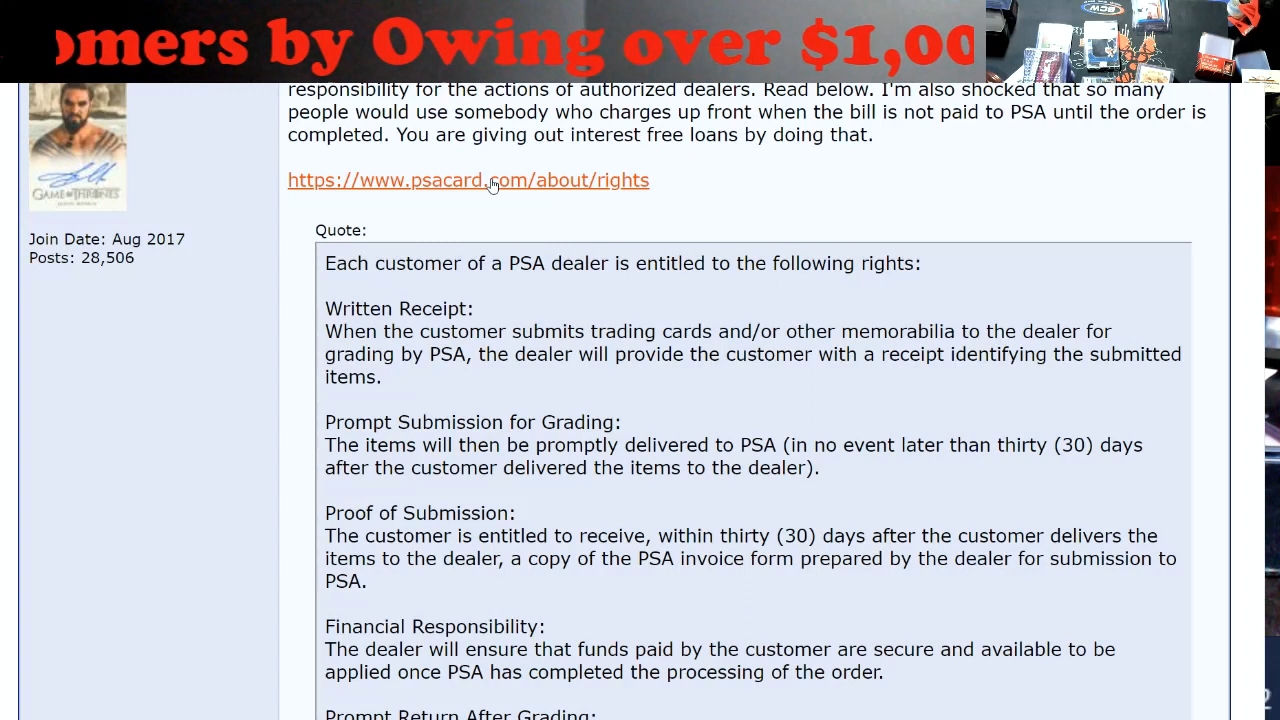 omers by Owing over $1,00
BCW
responsibility for the actions of authorized dealers. Read below. I'm also shocked that so many
people would use somebody who charges up front when the bill is not paid to PSA until the order is
completed. You are giving out interest free loans by doing that.
https://www.psacard.com/about/rights
GAME OF THRONES
Join Date: Aug 2017
Posts: 28,506
Quote:
Each customer of a PSA dealer is entitled to the following rights:
Written Receipt:
When the customer submits trading cards and/or other memorabilia to the dealer for
grading by PSA, the dealer will provide the customer with a receipt identifying the submitted
items.
Prompt Submission for Grading:
The items will then be promptly delivered to PSA (in no event later than thirty (30) days
after the customer delivered the items to the dealer).
Proof of Submission:
The customer is entitled to receive, within thirty (30) days after the customer delivers the
items to the dealer, a copy of the PSA invoice form prepared by the dealer for submission to
PSA.
Financial Responsibility:
The dealer will ensure that funds paid by the customer are secure and available to be
applied once PSA has completed the processing of the order.
Prompt Return After Grading: